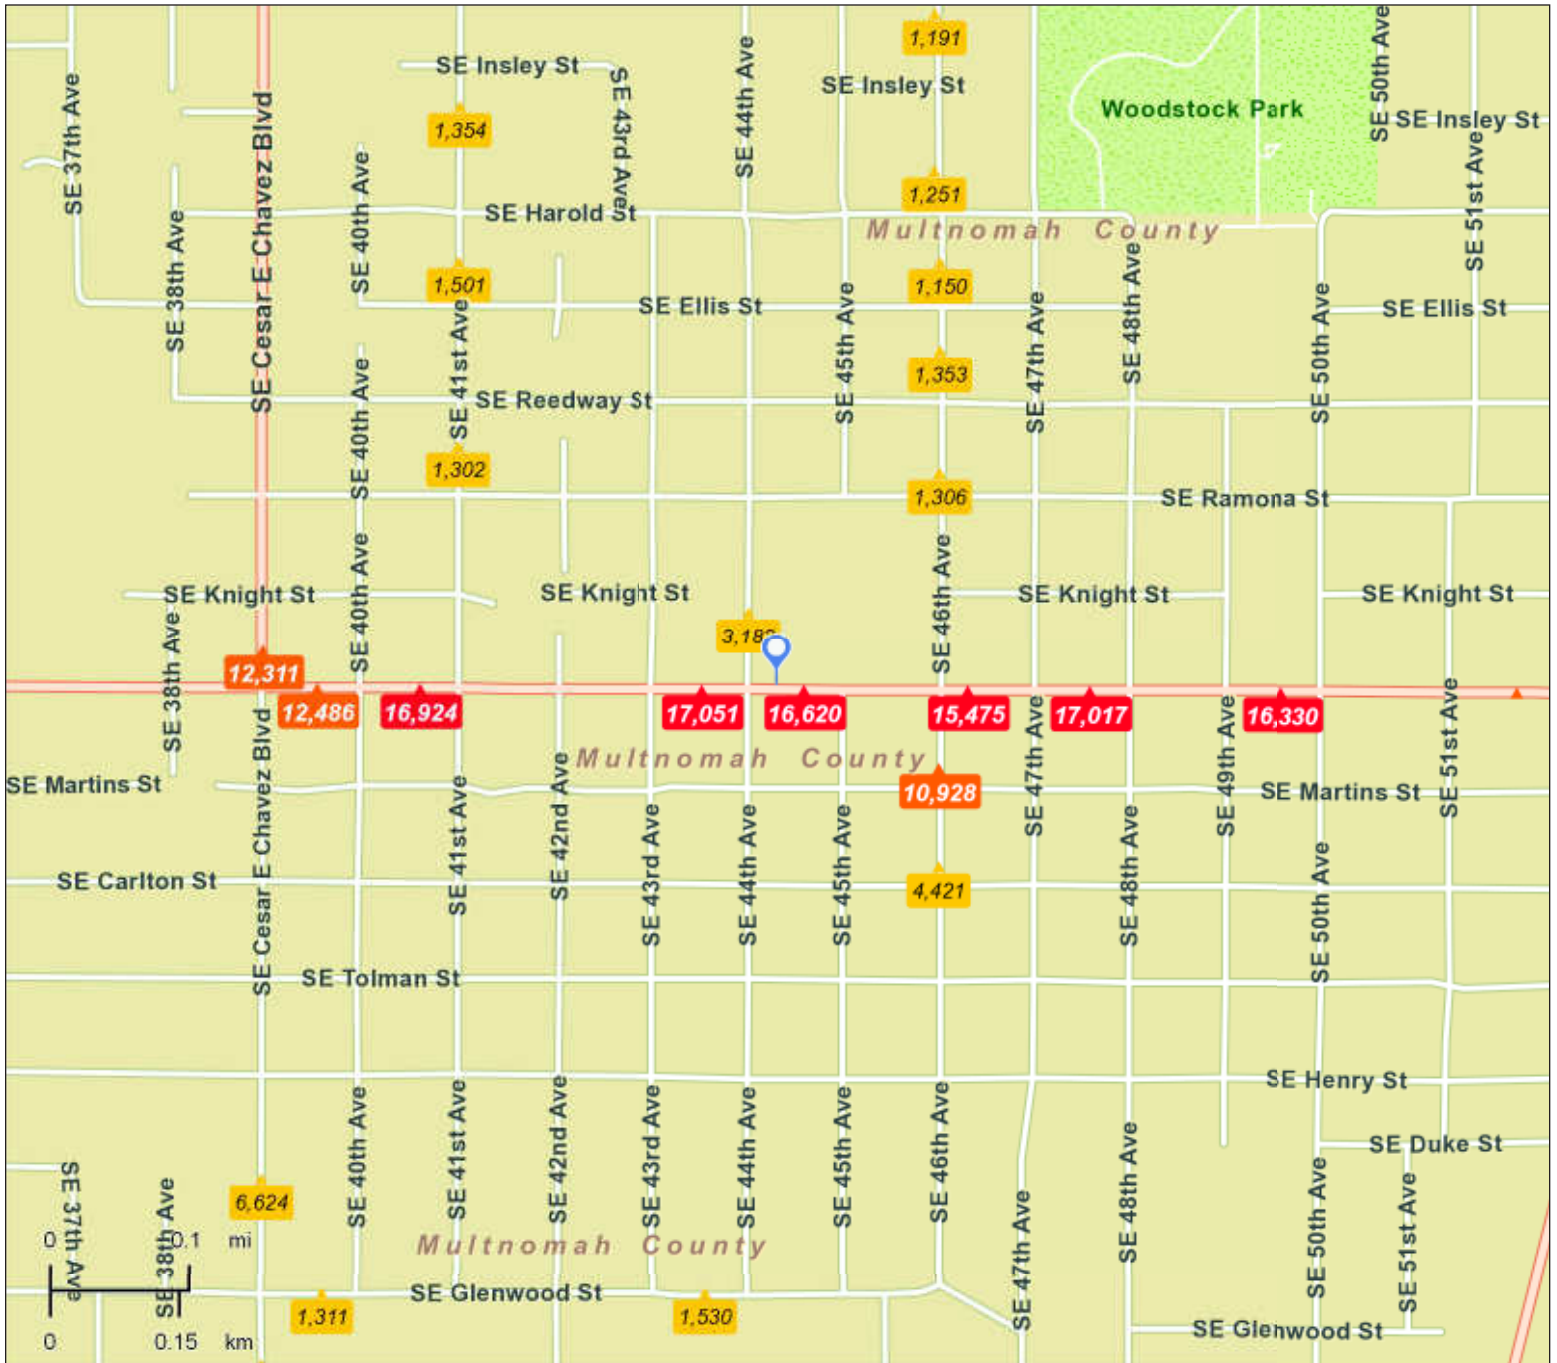 1,191
SE Insley St
SE Insley St
Woodstock Park
SE Insley St
SE 37th Ave
SE Cesar E Chavez Blvd
1,354
SE 43rd Ave
SE 44th Ave
SE 50th Ave
SE 40th Ave
1,251
SE 51st Ave
SE Harold St
Multnomah County
SE 38th Ave
1,501
1,150
SE 48th Ave
SE Ellis St
SE Ellis St
SE 41st Ave
SE 45th Ave
SE 47th Ave
SE 50th Ave
1,353
SE 40th Ave
SE Reedway St
1,302
1,306
SE Ramona St
SE Knight St
SE Knight St
SE Knight St
SE Knight St
SE 40th Ave
SE 46th Ave
SE 38th Ave
12,311
12,486
16,924
17,051
16,620
15,475
17,017
16,330
Multnomah County
SE Cesar E Chavez Blvd
SE 47th Ave
SE 49th Ave
SE 51st Ave
SE Martins St
10,928
SE Martins St
SE 41st Ave
SE 42nd Ave
SE 43rd Ave
SE 44th Ave
SE 45th Ave
SE 48th Ave
SE 50th Ave
SE Carlton St
4,421
SE Tolman St
SE Henry St
SE Duke St
SE 37th Ave
SE 38th Ave
6,624
SE 40th Ave
SE 41st Ave
SE 42nd Ave
SE 43rd Ave
SE 44th Ave
SE 45th Ave
SE 46th Ave
SE 47th Ave
SE 48th Ave
SE 50th Ave
SE 51st Ave
0 0.1 mi
Multnomah County
SE Glenwood St
1,311
1,530
SE Glenwood St
0 0.15 km